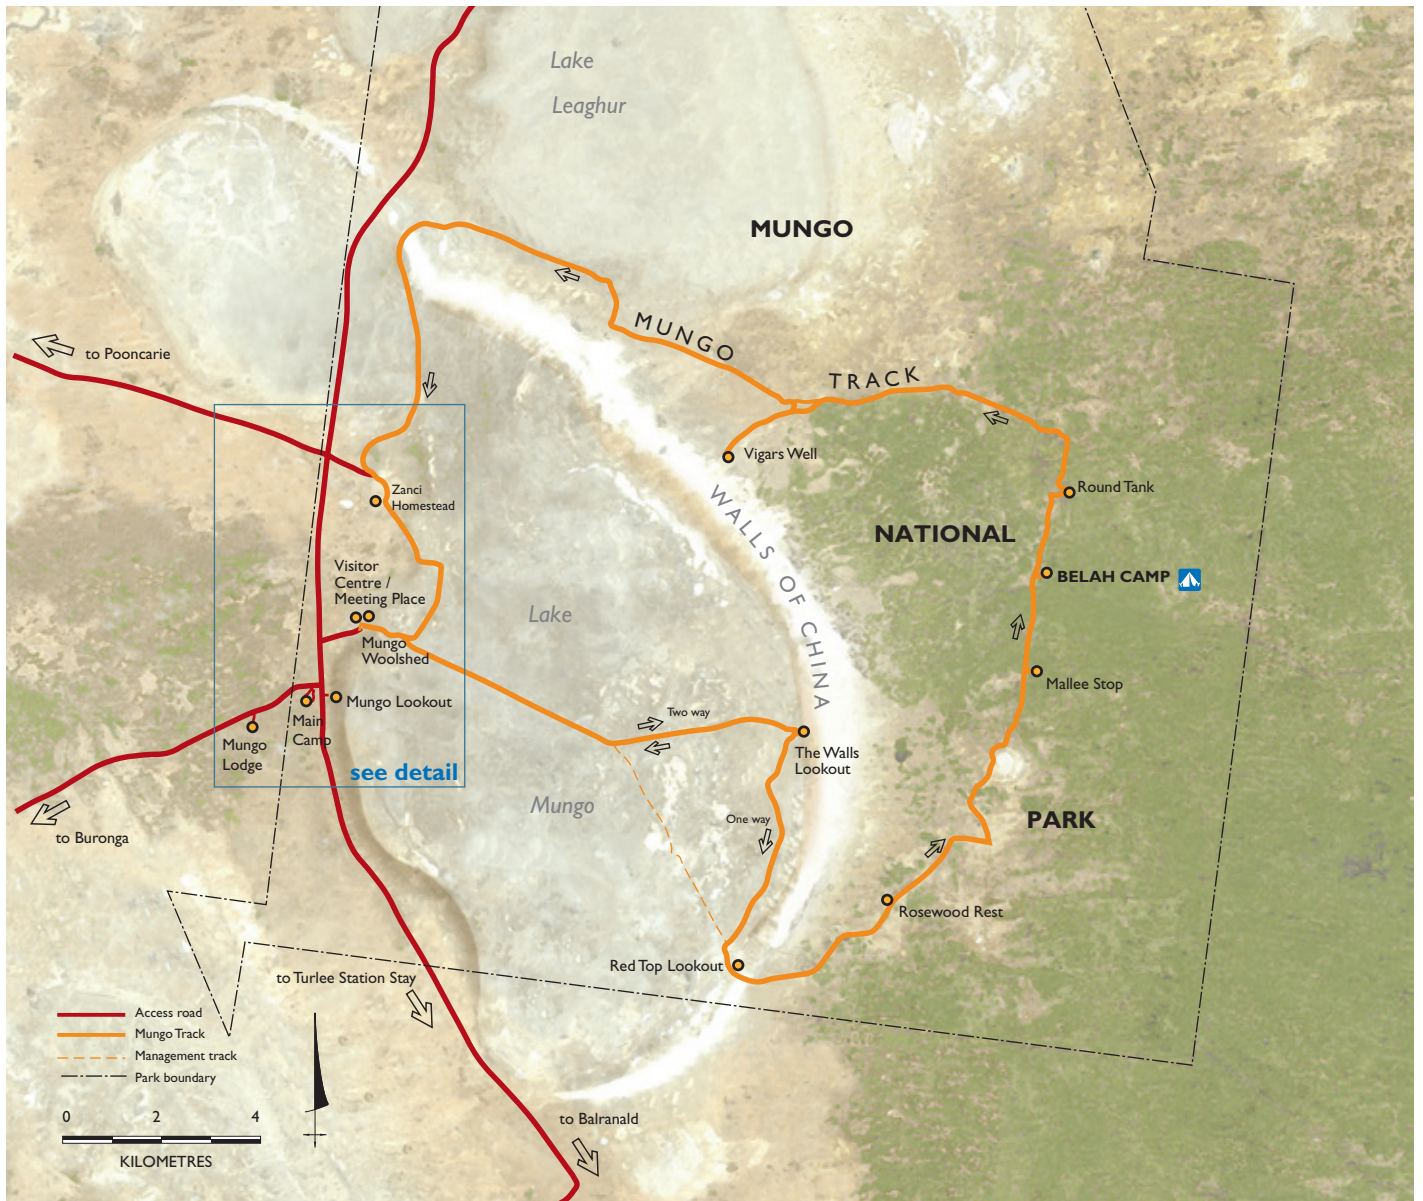 Lake
Leaghur
MUNGO
MUNGO
TRACK
to Pooncarie
Vigars Well
Zanci
Homestead
Round Tank
WALLS OF CHINA
NATIONAL
Visitor
Centre /
Meeting Place
BELAH CAMP
Lake
Mungo
Woolshed
Mallee Stop
Mungo Lookout
Main
Camp
Two way
Mungo
Lodge
The Walls
Lookout
see detail
Mungo
One way
PARK
to Buronga
Rosewood Rest
Red Top Lookout
to Turlee Station Stay
Access road
Mungo Track
Management track
Park boundary
0 2 4
KILOMETRES
to Balranald